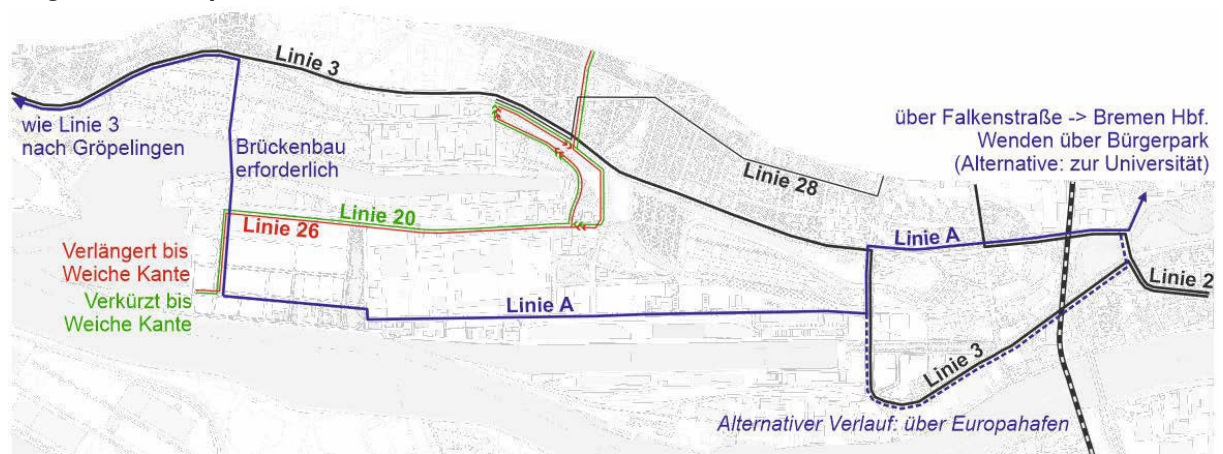 Linie 3
wie Linie 3
nach Gröpelingen
Brückenbau
erforderlich
über Falkenstraße -> Bremen Hbf.
Wenden über Bürgerpark
(Alternative: zur Universität)
Linie 28
Linie 20
Linie 26
Linie A
Verlängert bis
Weiche Kante
Verkürzt bis
Weiche Kante
Linie A
Linie 2
Linie 3
Alternativer Verlauf: über Europahafen